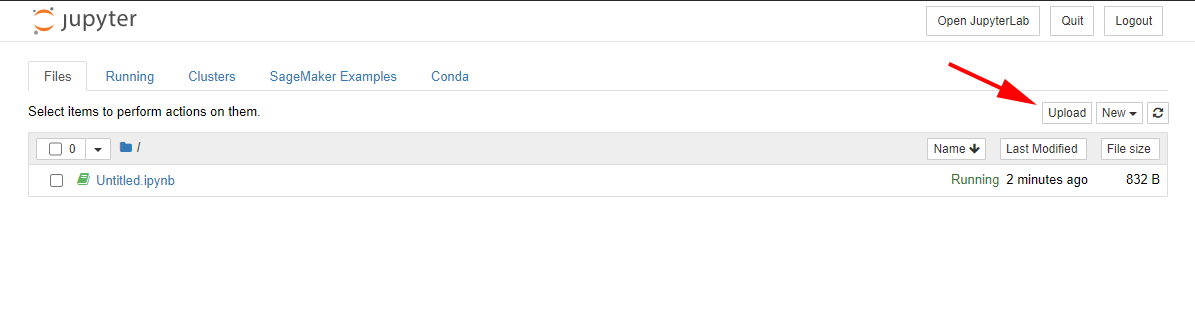 jupyter
Open JupyterLab Quit Logout
Files Running Clusters SageMaker Examples Conda
Select items to perform actions on them.
Upload New
0 / Name Last Modified File size
Untitled.ipynb Running 2 minutes ago 832 B